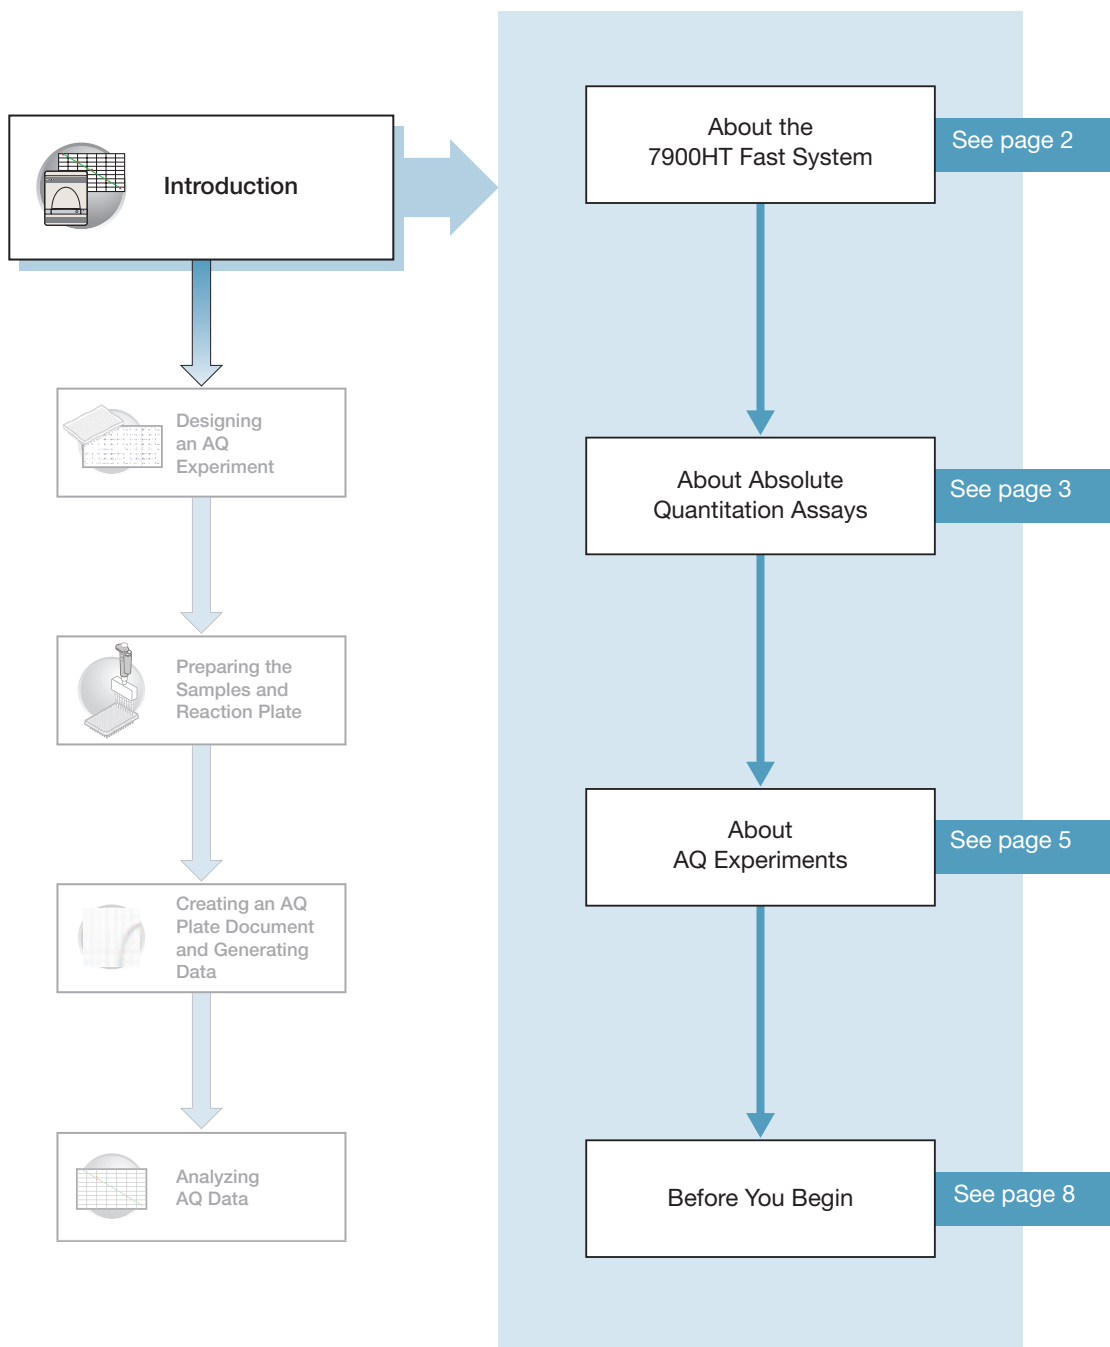 Introduction
Designing
an AQ
Experiment
Preparing the
Samples and
Reaction Plate
Creating an AQ
Plate Document
and Generating
Data
Analyzing
AQ Data
About the
7900HT Fast System
See page 2
About Absolute
Quantitation Assays
See page 3
About
AQ Experiments
See page 5
Before You Begin
See page 8